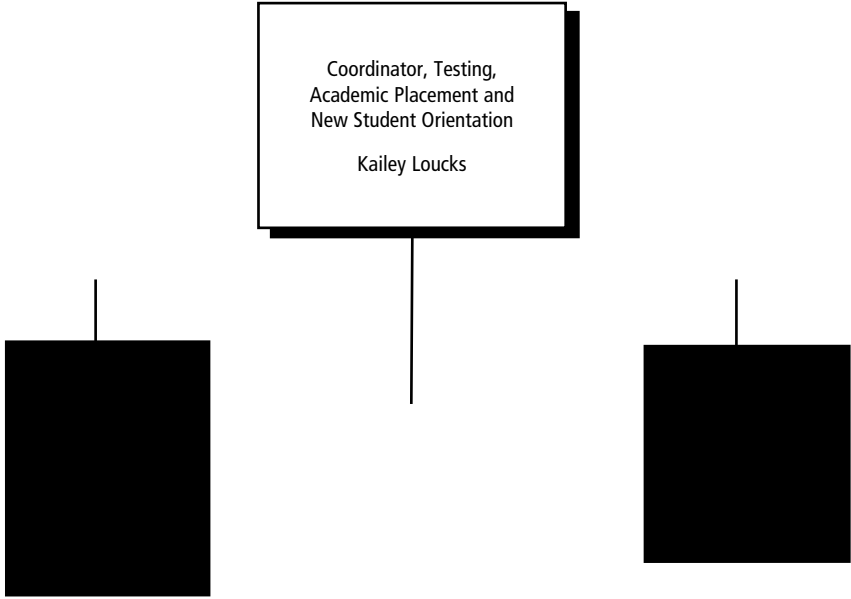 Coordinator, Testing,
Academic Placement and
New Student Orientation
Kailey Loucks